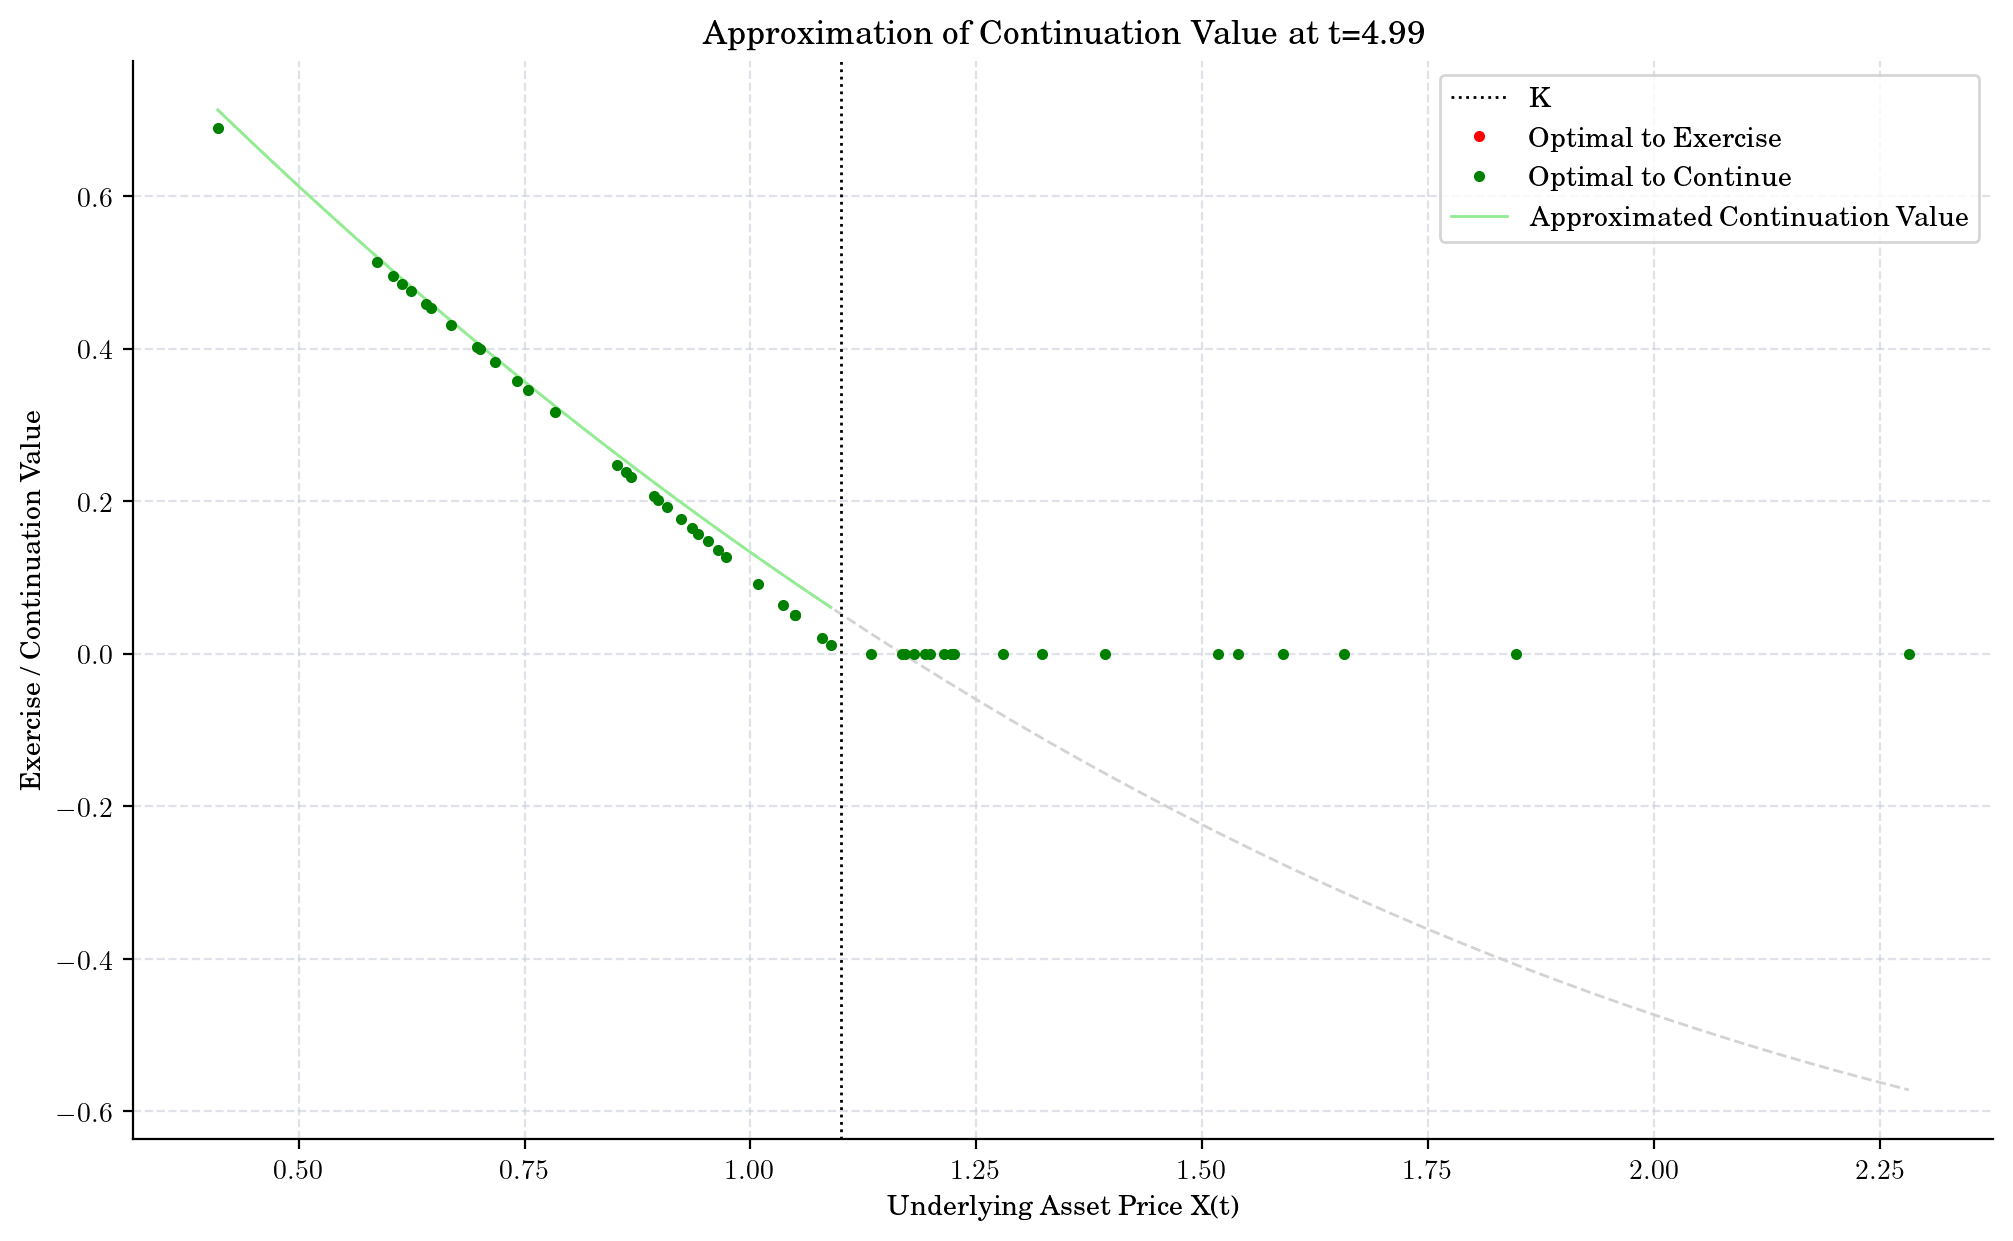 Approximation of Continuation Value at t=4.99
K
Optimal to Exercise
Optimal to Continue
Approximated Continuation Value
Exercise / Continuation Value
0.6
0.4
0.2
0.0
−0.2
−0.4
−0.6
0.50 0.75 1.00 1.25 1.50 1.75 2.00 2.25
Underlying Asset Price X(t)